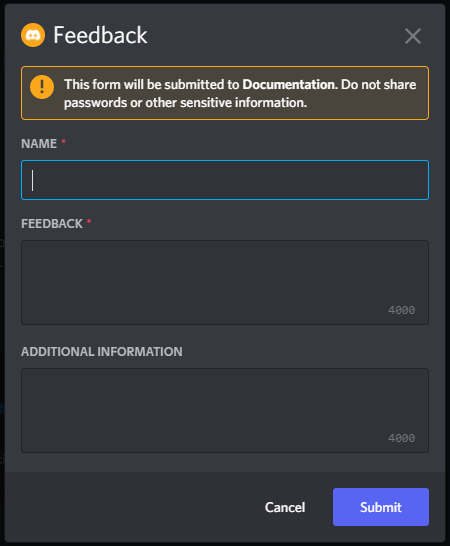 Feedback
This form will be submitted to Documentation. Do not share
passwords or other sensitive information.
NAME *
FEEDBACK *
4000
ADDITIONAL INFORMATION
4000
Cancel
Submit